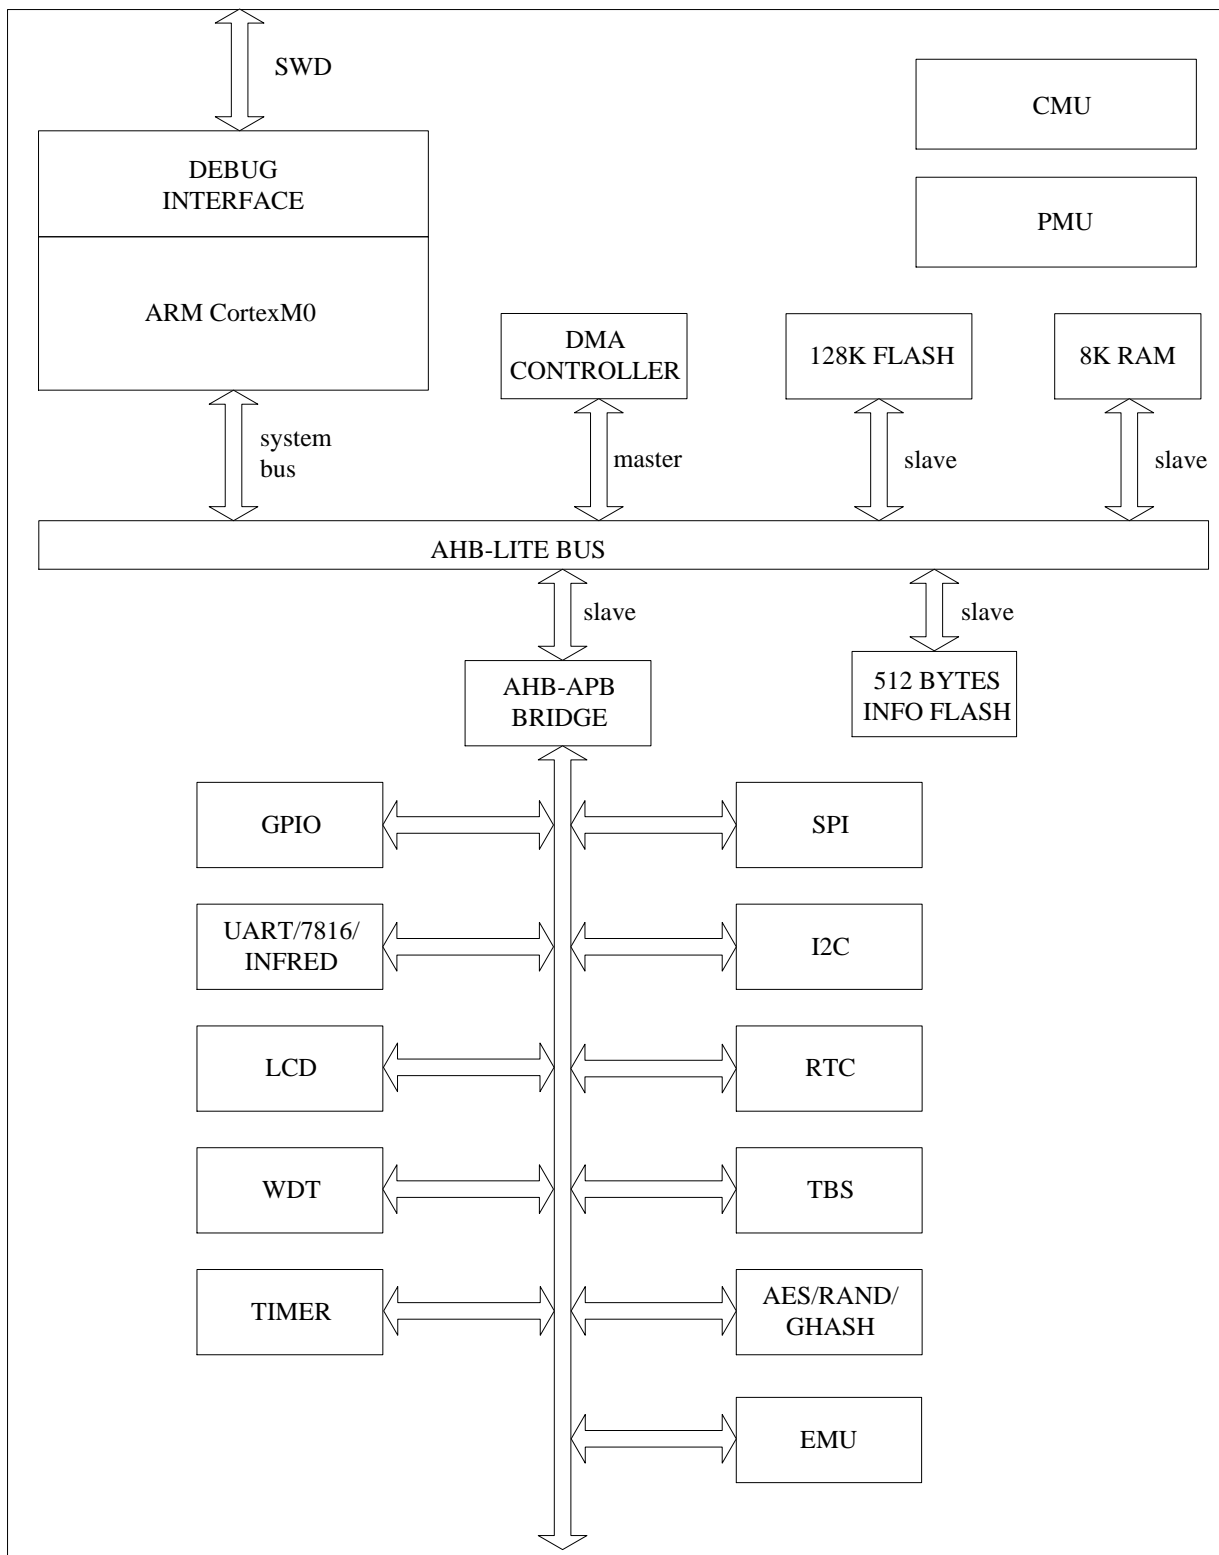 SWD
CMU
DEBUG
INTERFACE
PMU
ARM CortexM0
DMA
CONTROLLER
128K FLASH
8K RAM
system
bus
master
slave
slave
AHB-LITE BUS
slave
slave
AHB-APB
BRIDGE
512 BYTES
INFO FLASH
GPIO
SPI
UART/7816/
INFRED
I2C
LCD
RTC
WDT
TBS
TIMER
AES/RAND/
GHASH
EMU